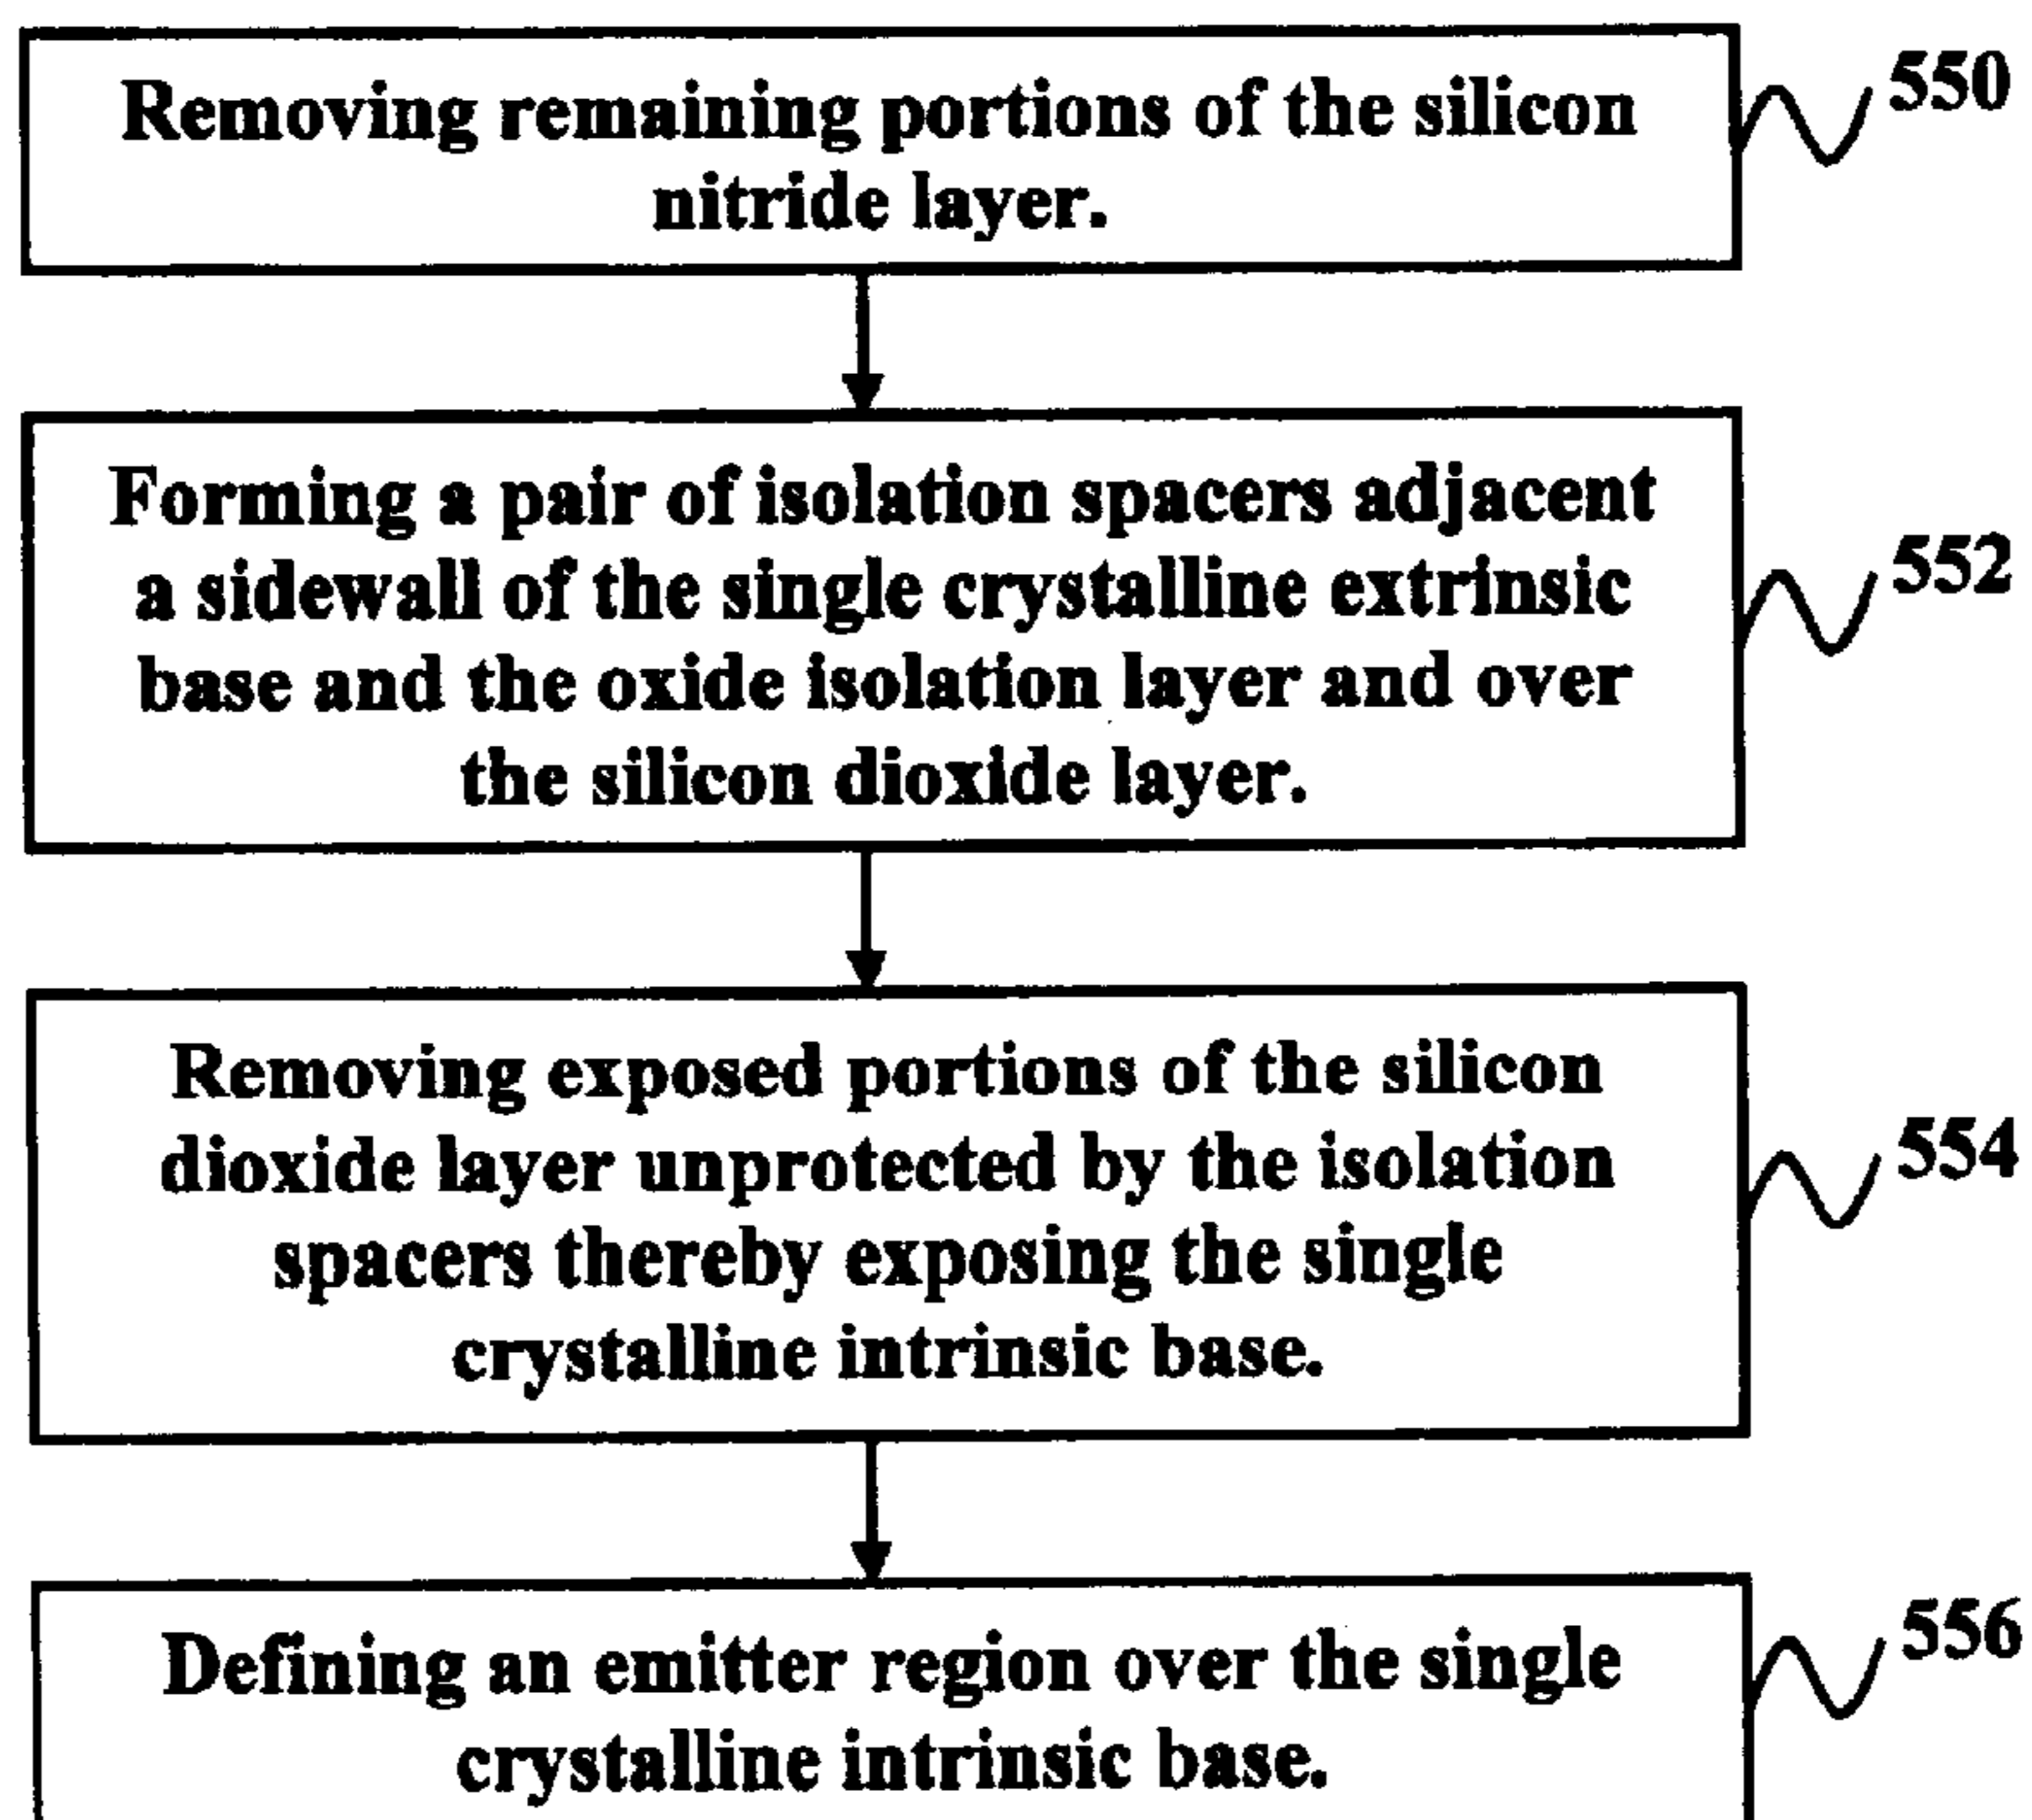 Removing remaining portions of the silicon
nitride layer.
550
Forming a pair of isolation spacers adjacent
a sidewall of the single crystalline extrinsic
base and the oxide isolation layer and over
the silicon dioxide layer.
552
Removing exposed portions of the silicon
dioxide layer unprotected by the isolation
spacers thereby exposing the single
crystalline intrinsic base.
554
Defining an emitter region over the single
crystalline intrinsic base.
556